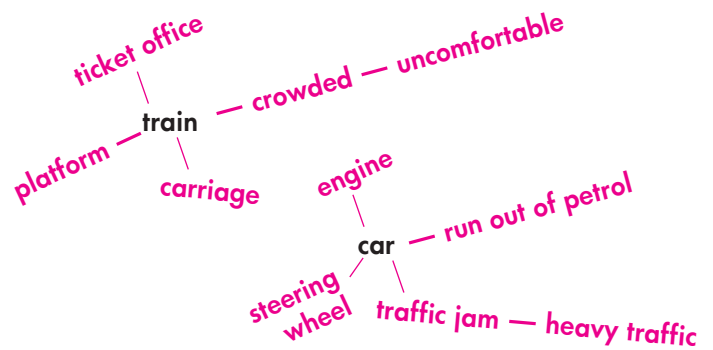 ticket office
train
crowded — uncomfortable
platform
carriage
engine
car
run out of petrol
steering
wheel
traffic jam — heavy traffic